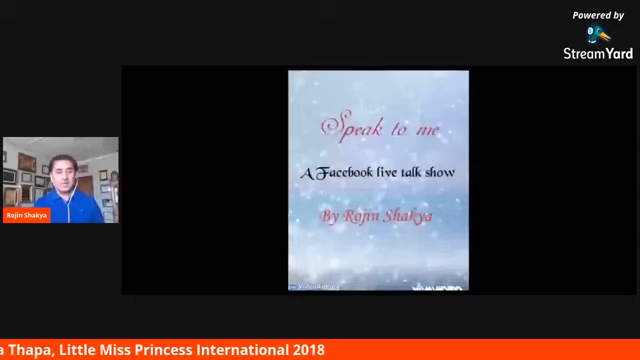 Powered by
StreamYard
Speak to me
A Facebook live talk show
By Rojin Shakya
Rojin Shakya
a Thapa, Little Miss Princess International 2018